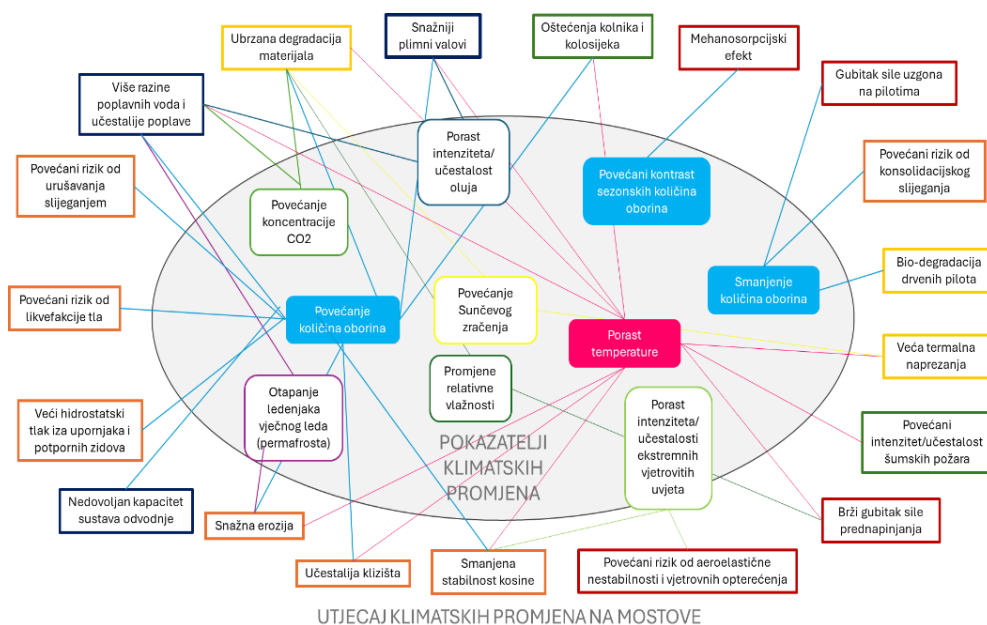 Ubrzana degradacija
materijala
Snažniji
plimni valovi
Oštećenja kolnika i
kolosijeka
Mehanosorpcijski
efekt
Gubitak sile uzgona
na pilotima
Više razine
poplavnih voda i
učestalije poplave
Porast
intenziteta/
učestalost
oluja
Povećani kontrast
sezonskih količina
oborina
Povećani rizik od
konsolidacijskog
slijeganja
Povećani rizik od
urušavanja
slijeganjem
Povećanje
koncentracije
CO2
Bio-degradacija
drvenih pilota
Smanjenje
količina oborina
Povećani rizik od
likvefakcije tla
Povećanje
količina oborina
Povećanje
Sunčevog
zračenja
Porast
temperature
Veća termalna
naprezanja
Promjene
relativne
vlažnosti
Otapanje
ledenjaka
vječnog leda
(permafrosta)
Porast
intenziteta/
učestalosti
ekstremnih
vjetrovitih
uvjeta
Veći hidrostatski
tlak iza upornjaka i
potpornih zidova
Povećani
intenzitet/učestalost
šumskih požara
POKAZATELJI
KLIMATSKIH
PROMJENA
Nedovoljan kapacitet
sustava odvodnje
Snažna erozija
Brži gubitak sile
prednapinjanja
Učestalija klizišta
Smanjena
stabilnost kosine
Povećani rizik od aeroelastične
nestabilnosti i vjetrovnih opterećenja
UTJECAJ KLIMATSKIH PROMJENA NA MOSTOVE